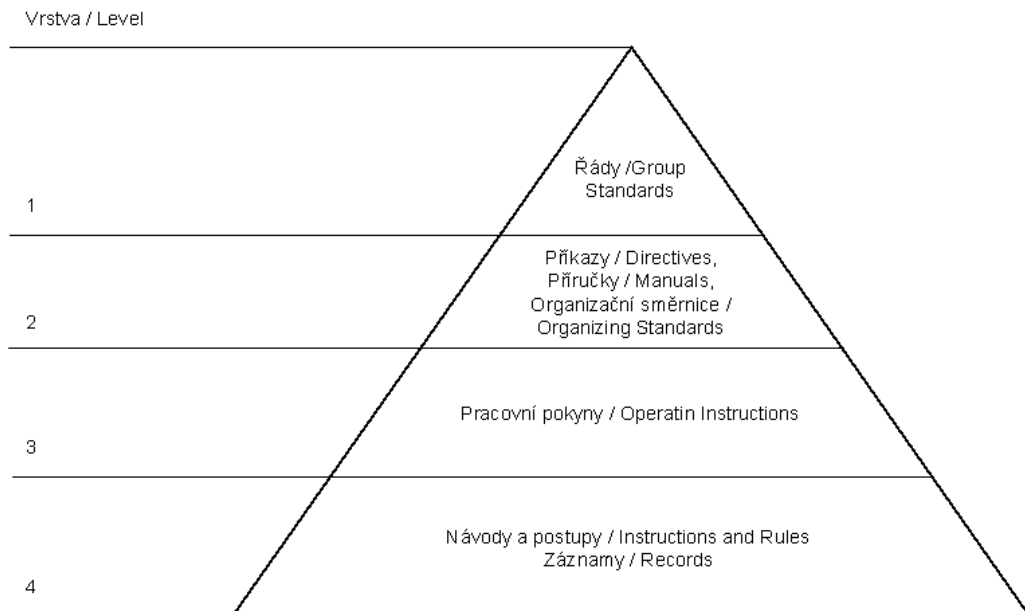 Vrstva / Level
Řády /Group
Standards
1
Příkazy / Directives,
Příručky / Manuals,
Organizační směrnice /
Organizing Standards
2
Pracovní pokyny / Operatin Instructions
3
Návody a postupy / Instructions and Rules
Záznamy / Records
4